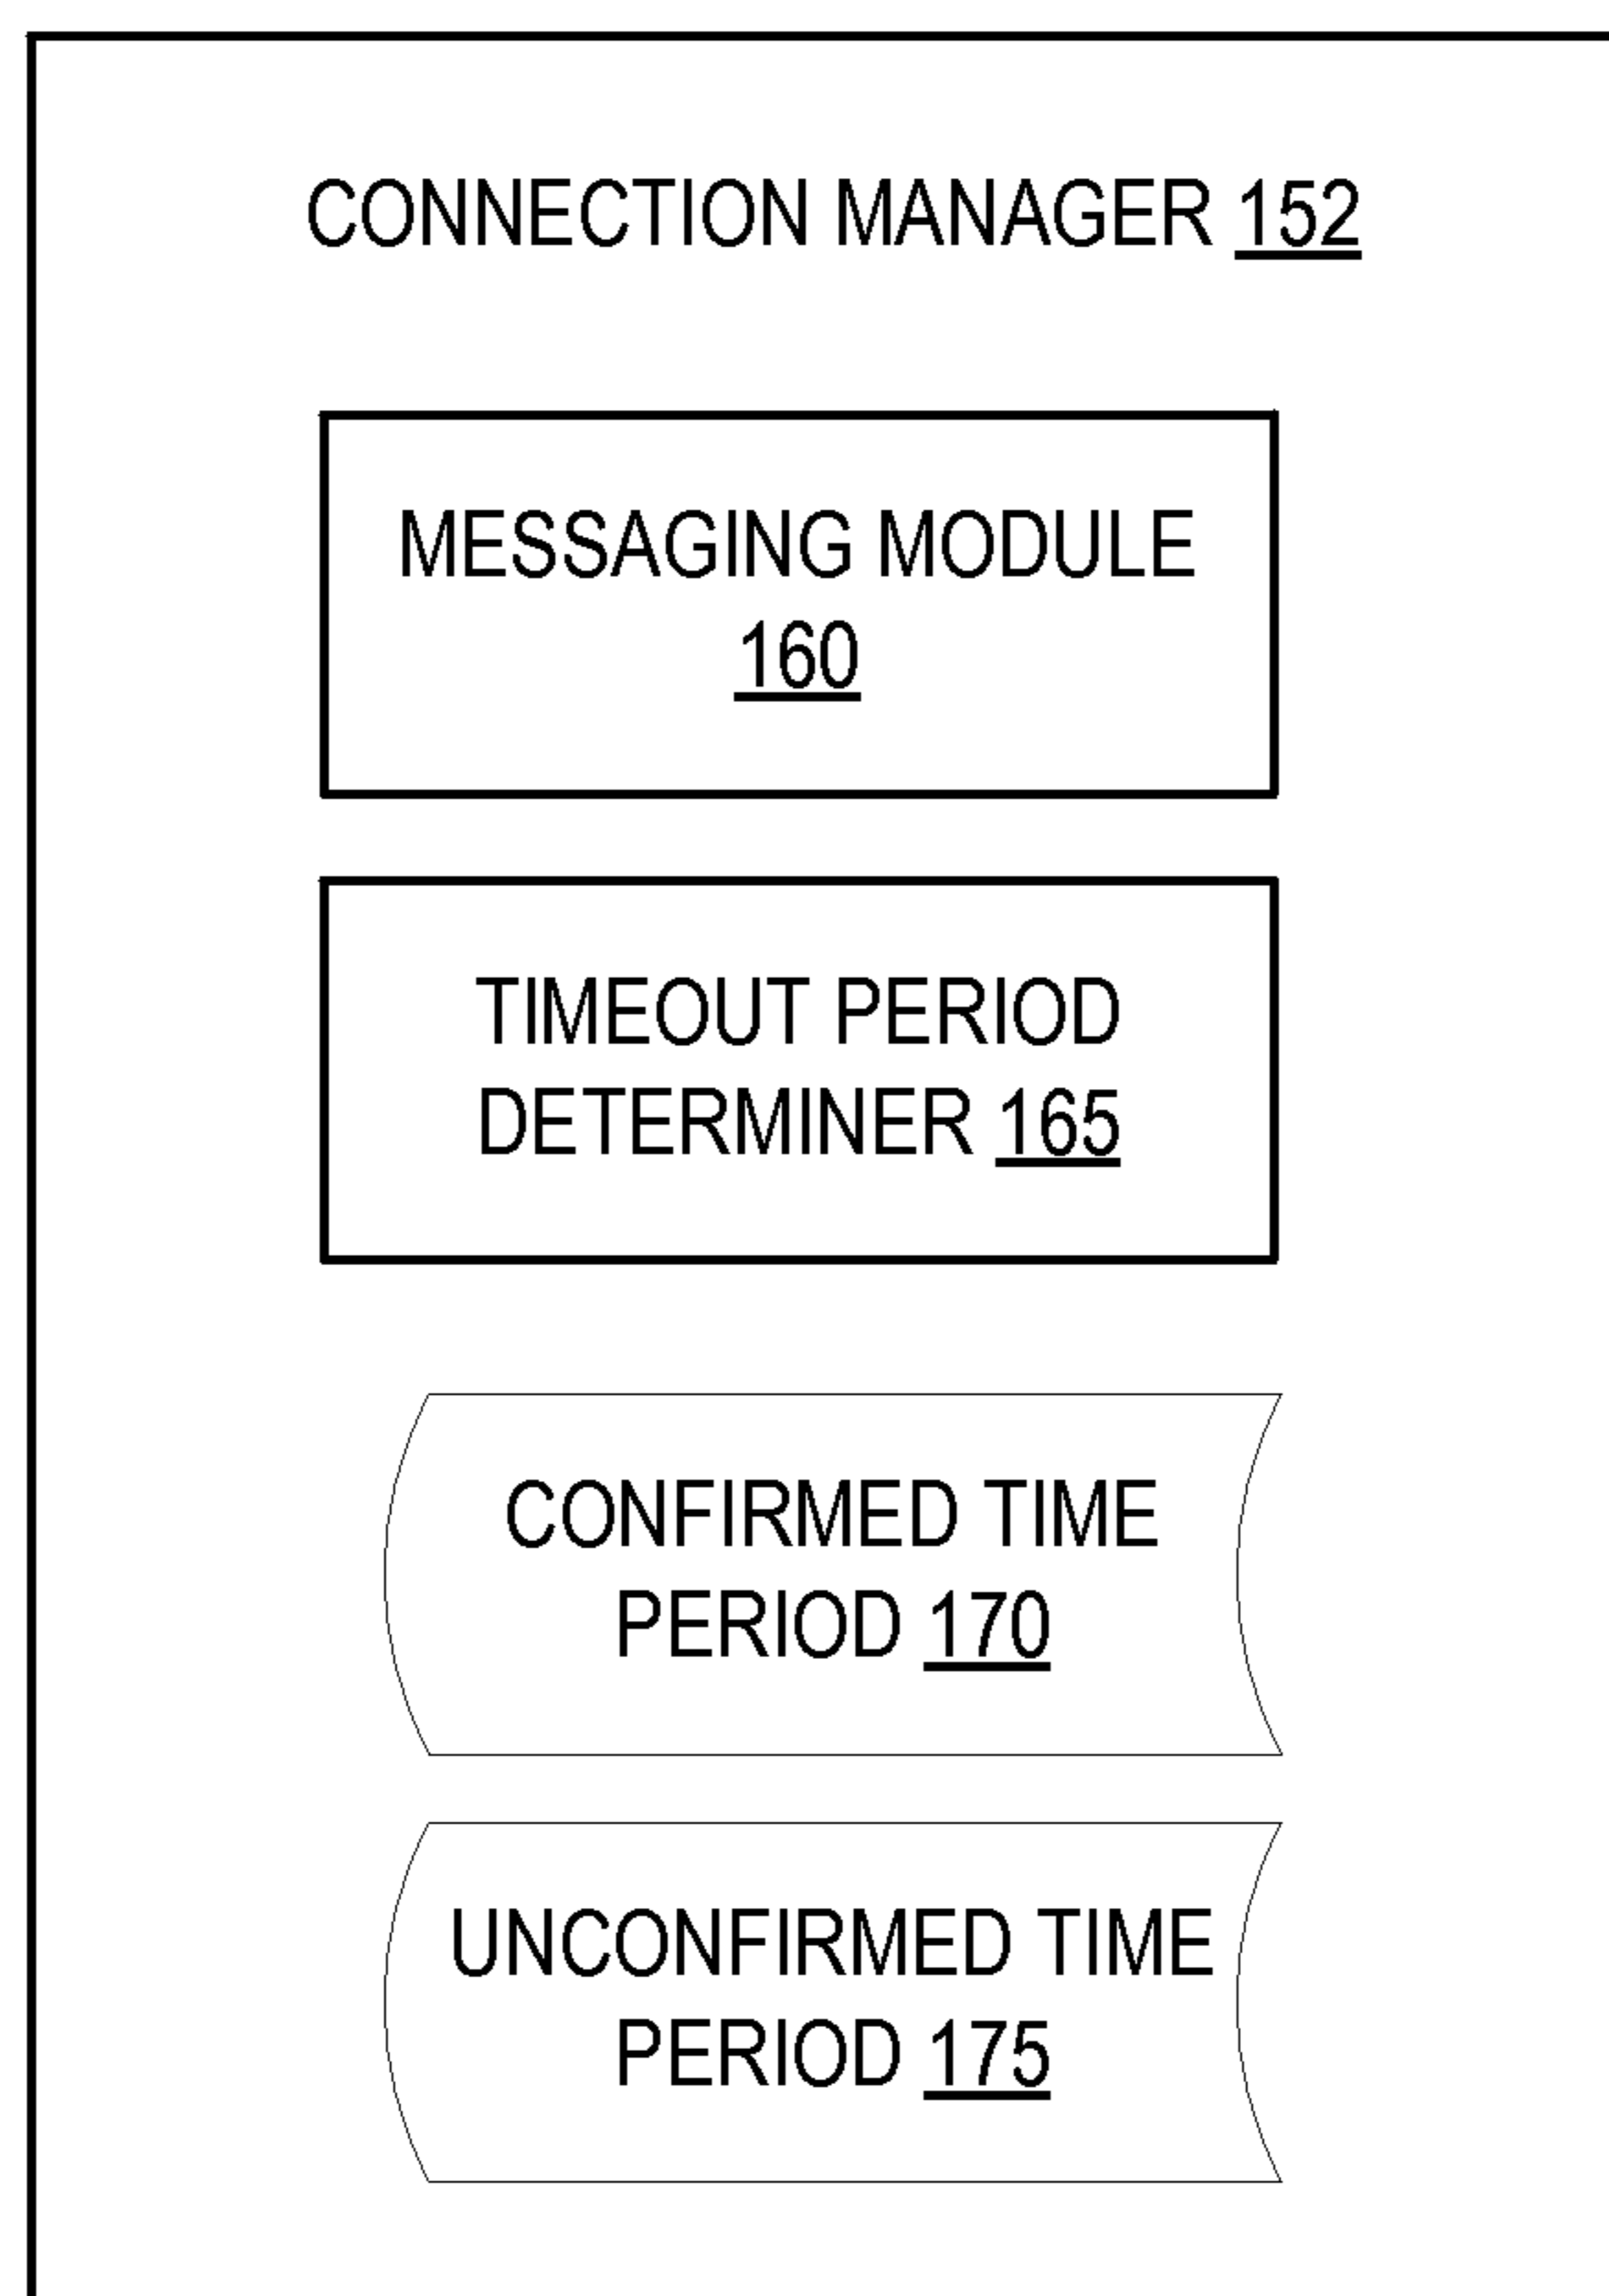 CONNECTION MANAGER 152
MESSAGING MODULE
160
TIMEOUT PERIOD
DETERMINER 165
CONFIRMED TIME
PERIOD 170
UNCONFIRMED TIME
PERIOD 175